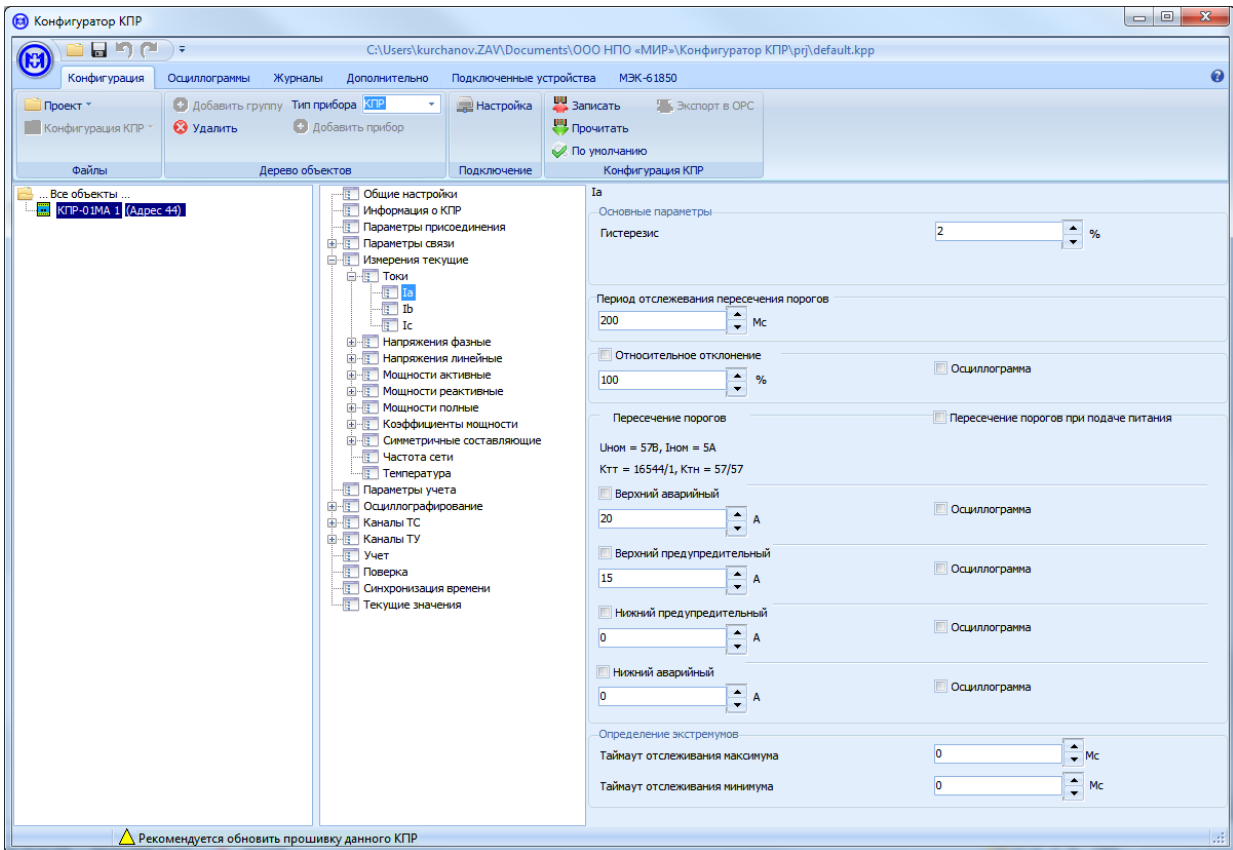 Конфигуратор КПР
C:\Users\kurchanov.ZAV\Documents\ООО НПО «МИР»\Конфигуратор КПР\prj\default.kpp
Конфигурация Осциллограммы Журналы Дополнительно Подключенные устройства МЭК-61850
Проект Добавить группу Тип прибора КПР Настройка Записать Экспорт в OPC
Конфигурация КПР Удалить Добавить прибор Прочитать
По умолчанию
Файлы Дерево объектов Подключение Конфигурация КПР
... Все объекты ...
КПР-01МА 1 (Адрес 44)
Общие настройки
Информация о КПР
Параметры присоединения
Параметры связи
Измерения текущие
Токи
Ia
Ib
Ic
Напряжения фазные
Напряжения линейные
Мощности активные
Мощности реактивные
Мощности полные
Коэффициенты мощности
Симметричные составляющие
Частота сети
Температура
Параметры учета
Осциллографирование
Каналы ТС
Каналы ТУ
Учет
Поверка
Синхронизация времени
Текущие значения
Ia
Основные параметры
Гистерезис 2 %
Период отслежевания пересечения порогов
200 Мс
Относительное отклонение
100 % Осциллограмма
Пересечение порогов Пересечение порогов при подаче питания
Uном = 57В, Iном = 5А
Ктт = 16544/1, Ктн = 57/57
Верхний аварийный
20 А Осциллограмма
Верхний предупредительный
15 А Осциллограмма
Нижний предупредительный
0 А Осциллограмма
Нижний аварийный
0 А Осциллограмма
Определение экстремумов
Таймаут отслеживания максимума 0 Мс
Таймаут отслеживания минимума 0 Мс
Рекомендуется обновить прошивку данного КПР